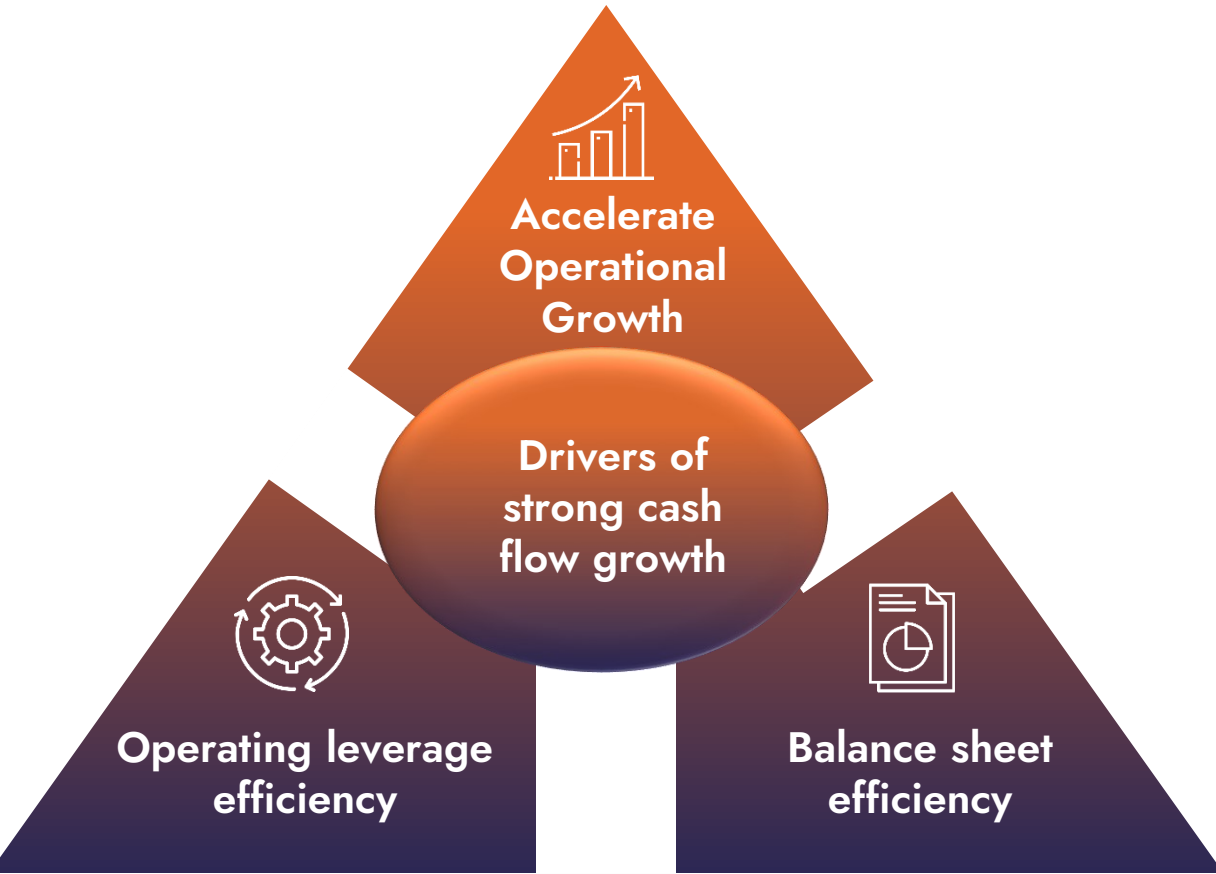 Accelerate
Operational
Growth
Drivers of
strong cash
flow growth
Operating leverage
efficiency
Balance sheet
efficiency